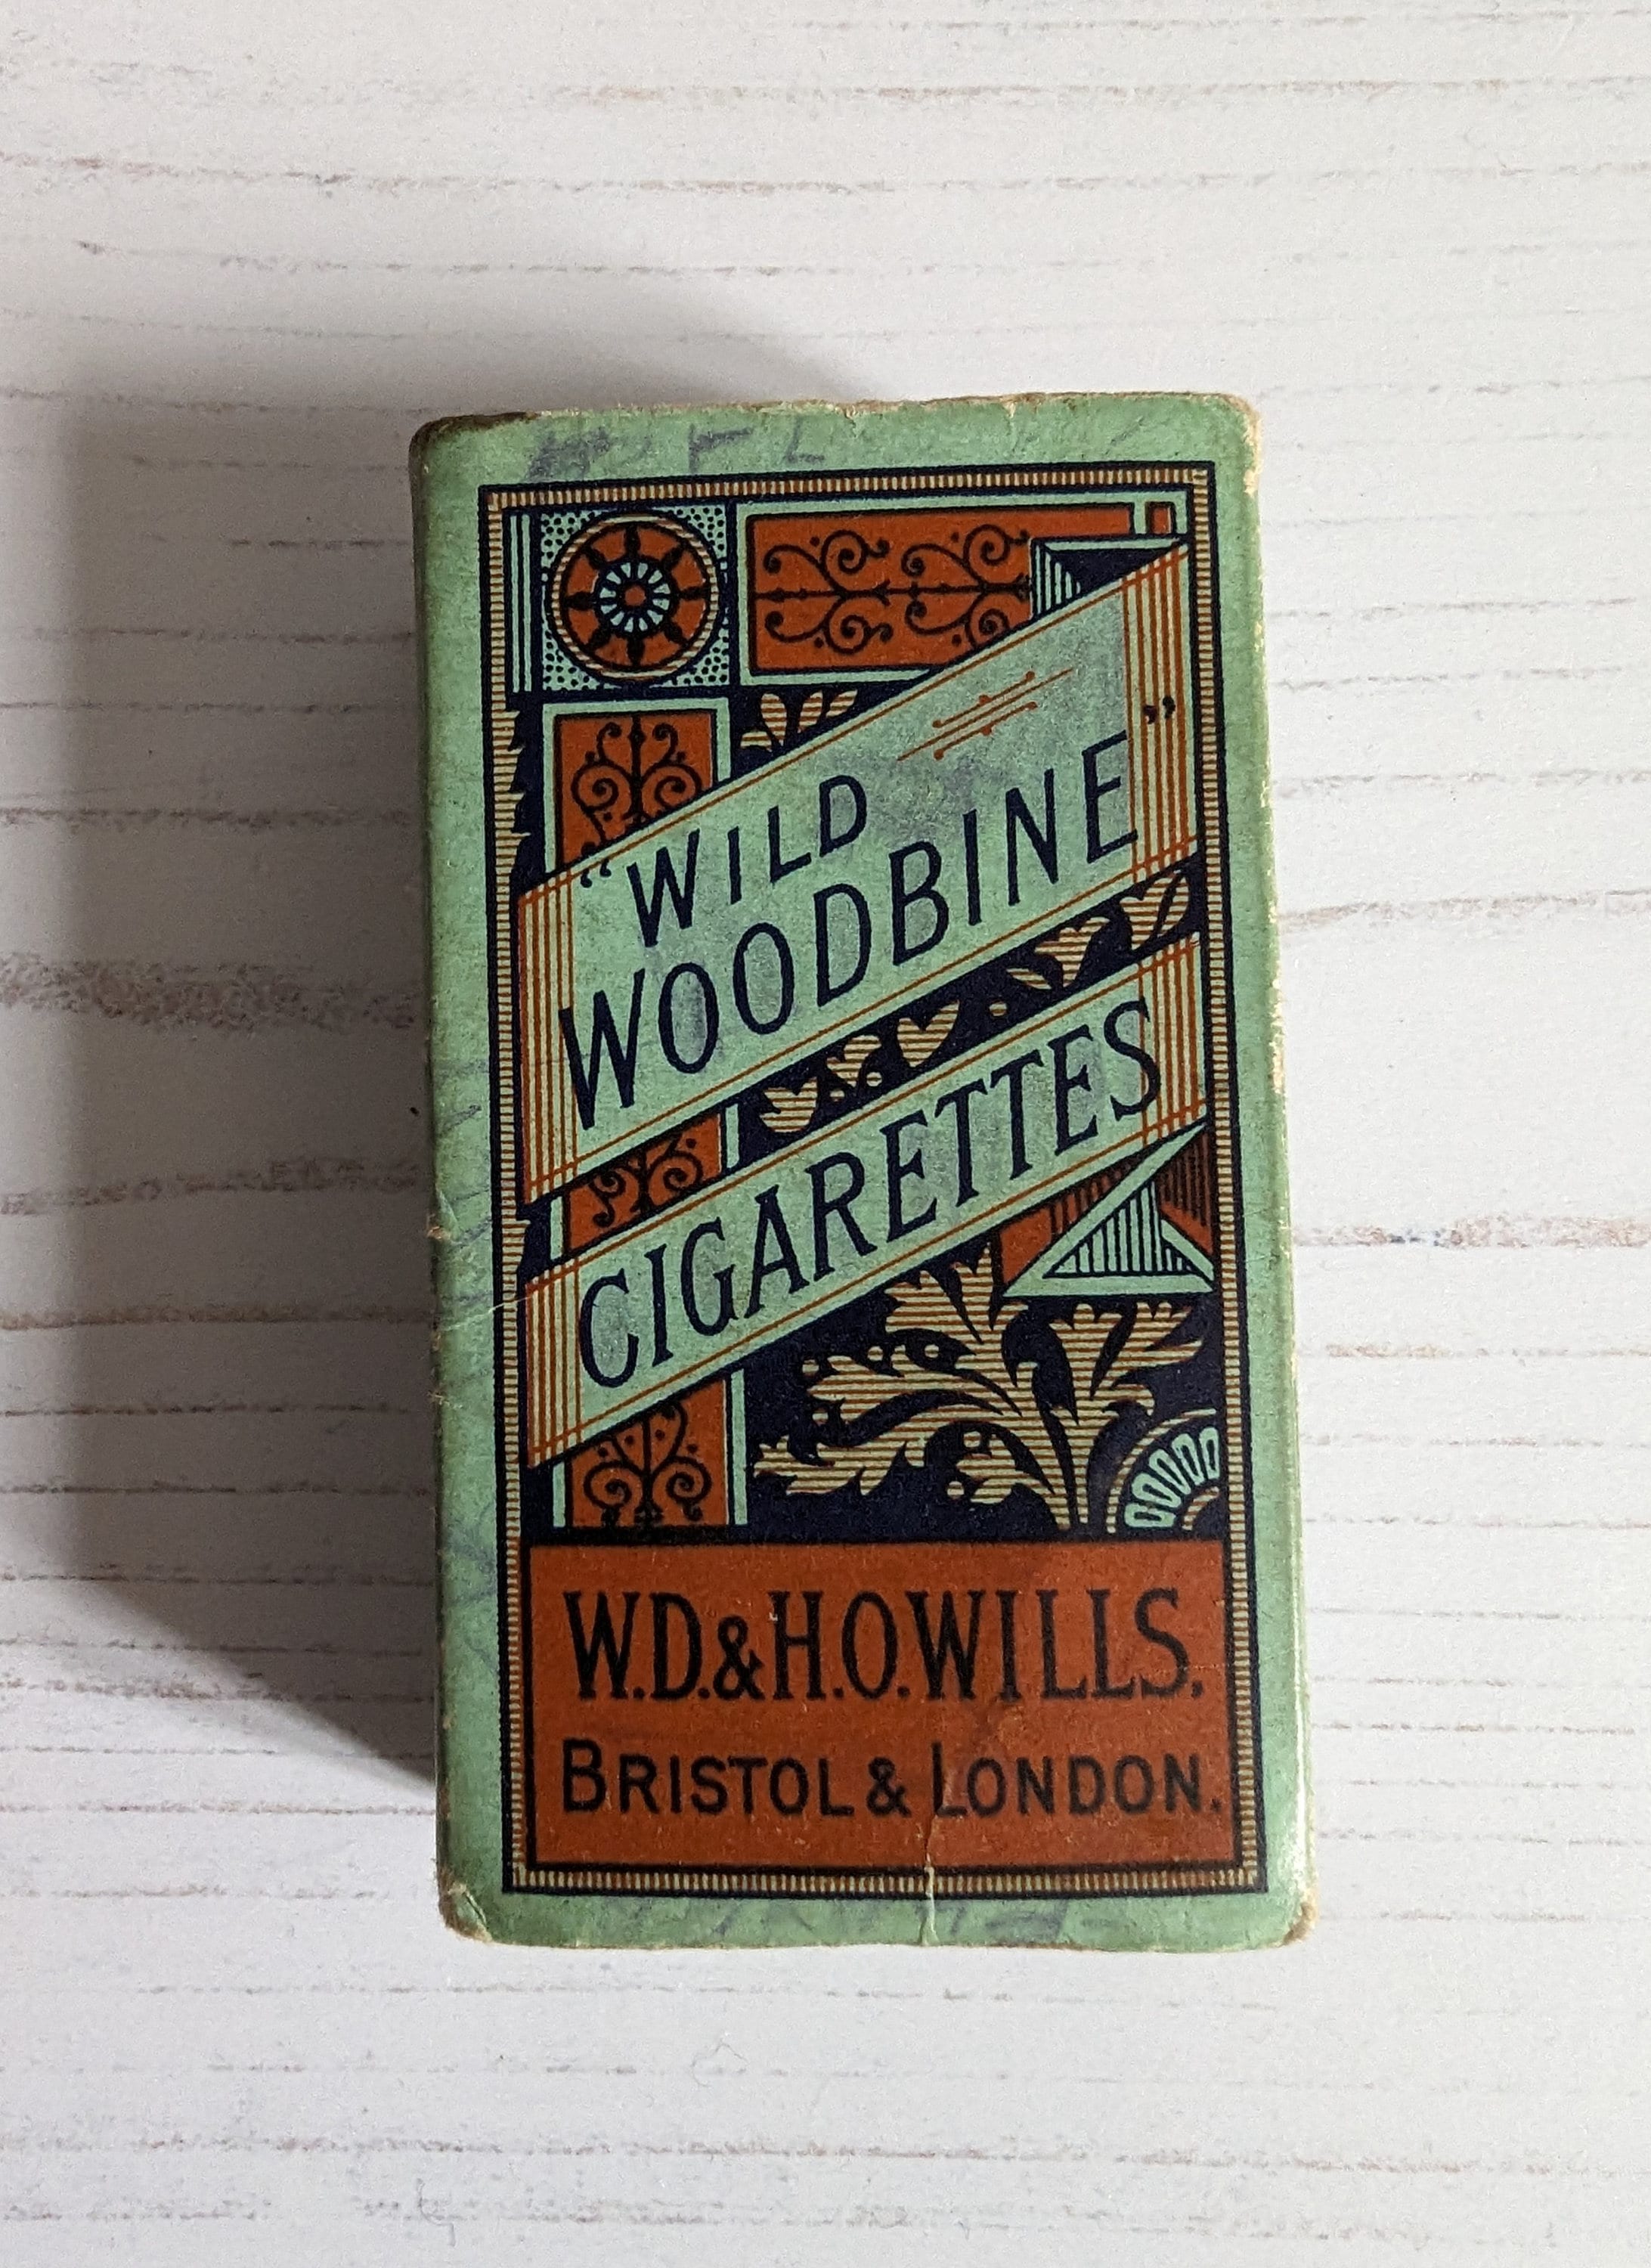 “WILD
WOODBINE”
CIGARETTES
W.D.&H.O.WILLS.
BRISTOL & LONDON.